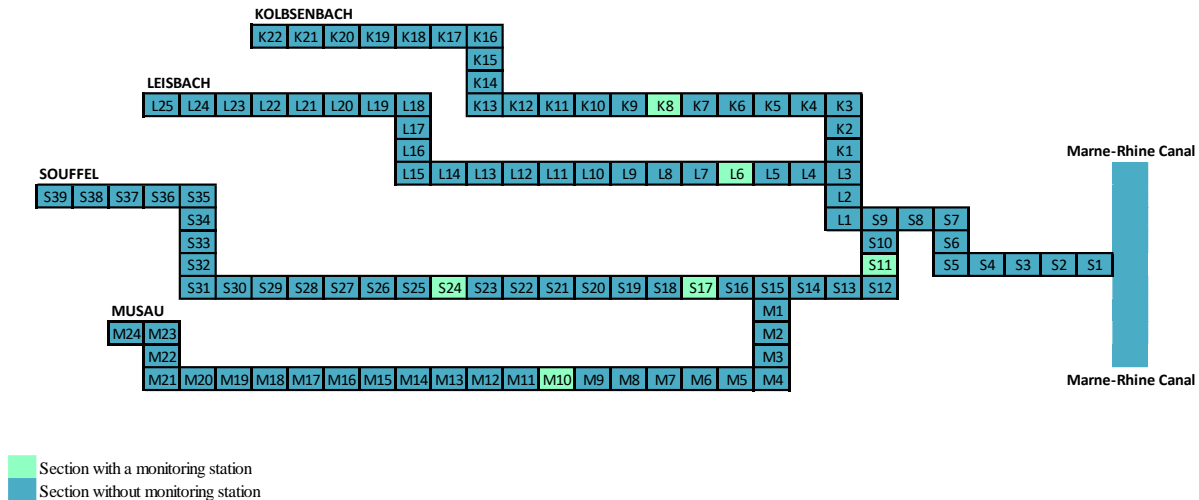 KOLBSENBACH
K22 K21 K20 K19 K18 K17 K16
K15
LEISBACH
K14
L25 L24 L23 L22 L21 L20 L19 L18
K13 K12 K11 K10 K9 K8 K7 K6 K5 K4 K3
L17
K2
L16
K1
Marne-Rhine Canal
SOUFFEL
L15 L14 L13 L12 L11 L10 L9 L8 L7 L6 L5 L4 L3
S39 S38 S37 S36 S35
L2
S34
L1 S9 S8 S7
S33
S10 S6
S32
S11
S5 S4 S3 S2 S1
S31 S30 S29 S28 S27 S26 S25 S24 S23 S22 S21 S20 S19 S18 S17 S16 S15 S14 S13 S12
MUSAU
M1
M24 M23
M2
M22
M3
M21 M20 M19 M18 M17 M16 M15 M14 M13 M12 M11 M10 M9 M8 M7 M6 M5 M4
Marne-Rhine Canal
Section with a monitoring station
Section without monitoring station